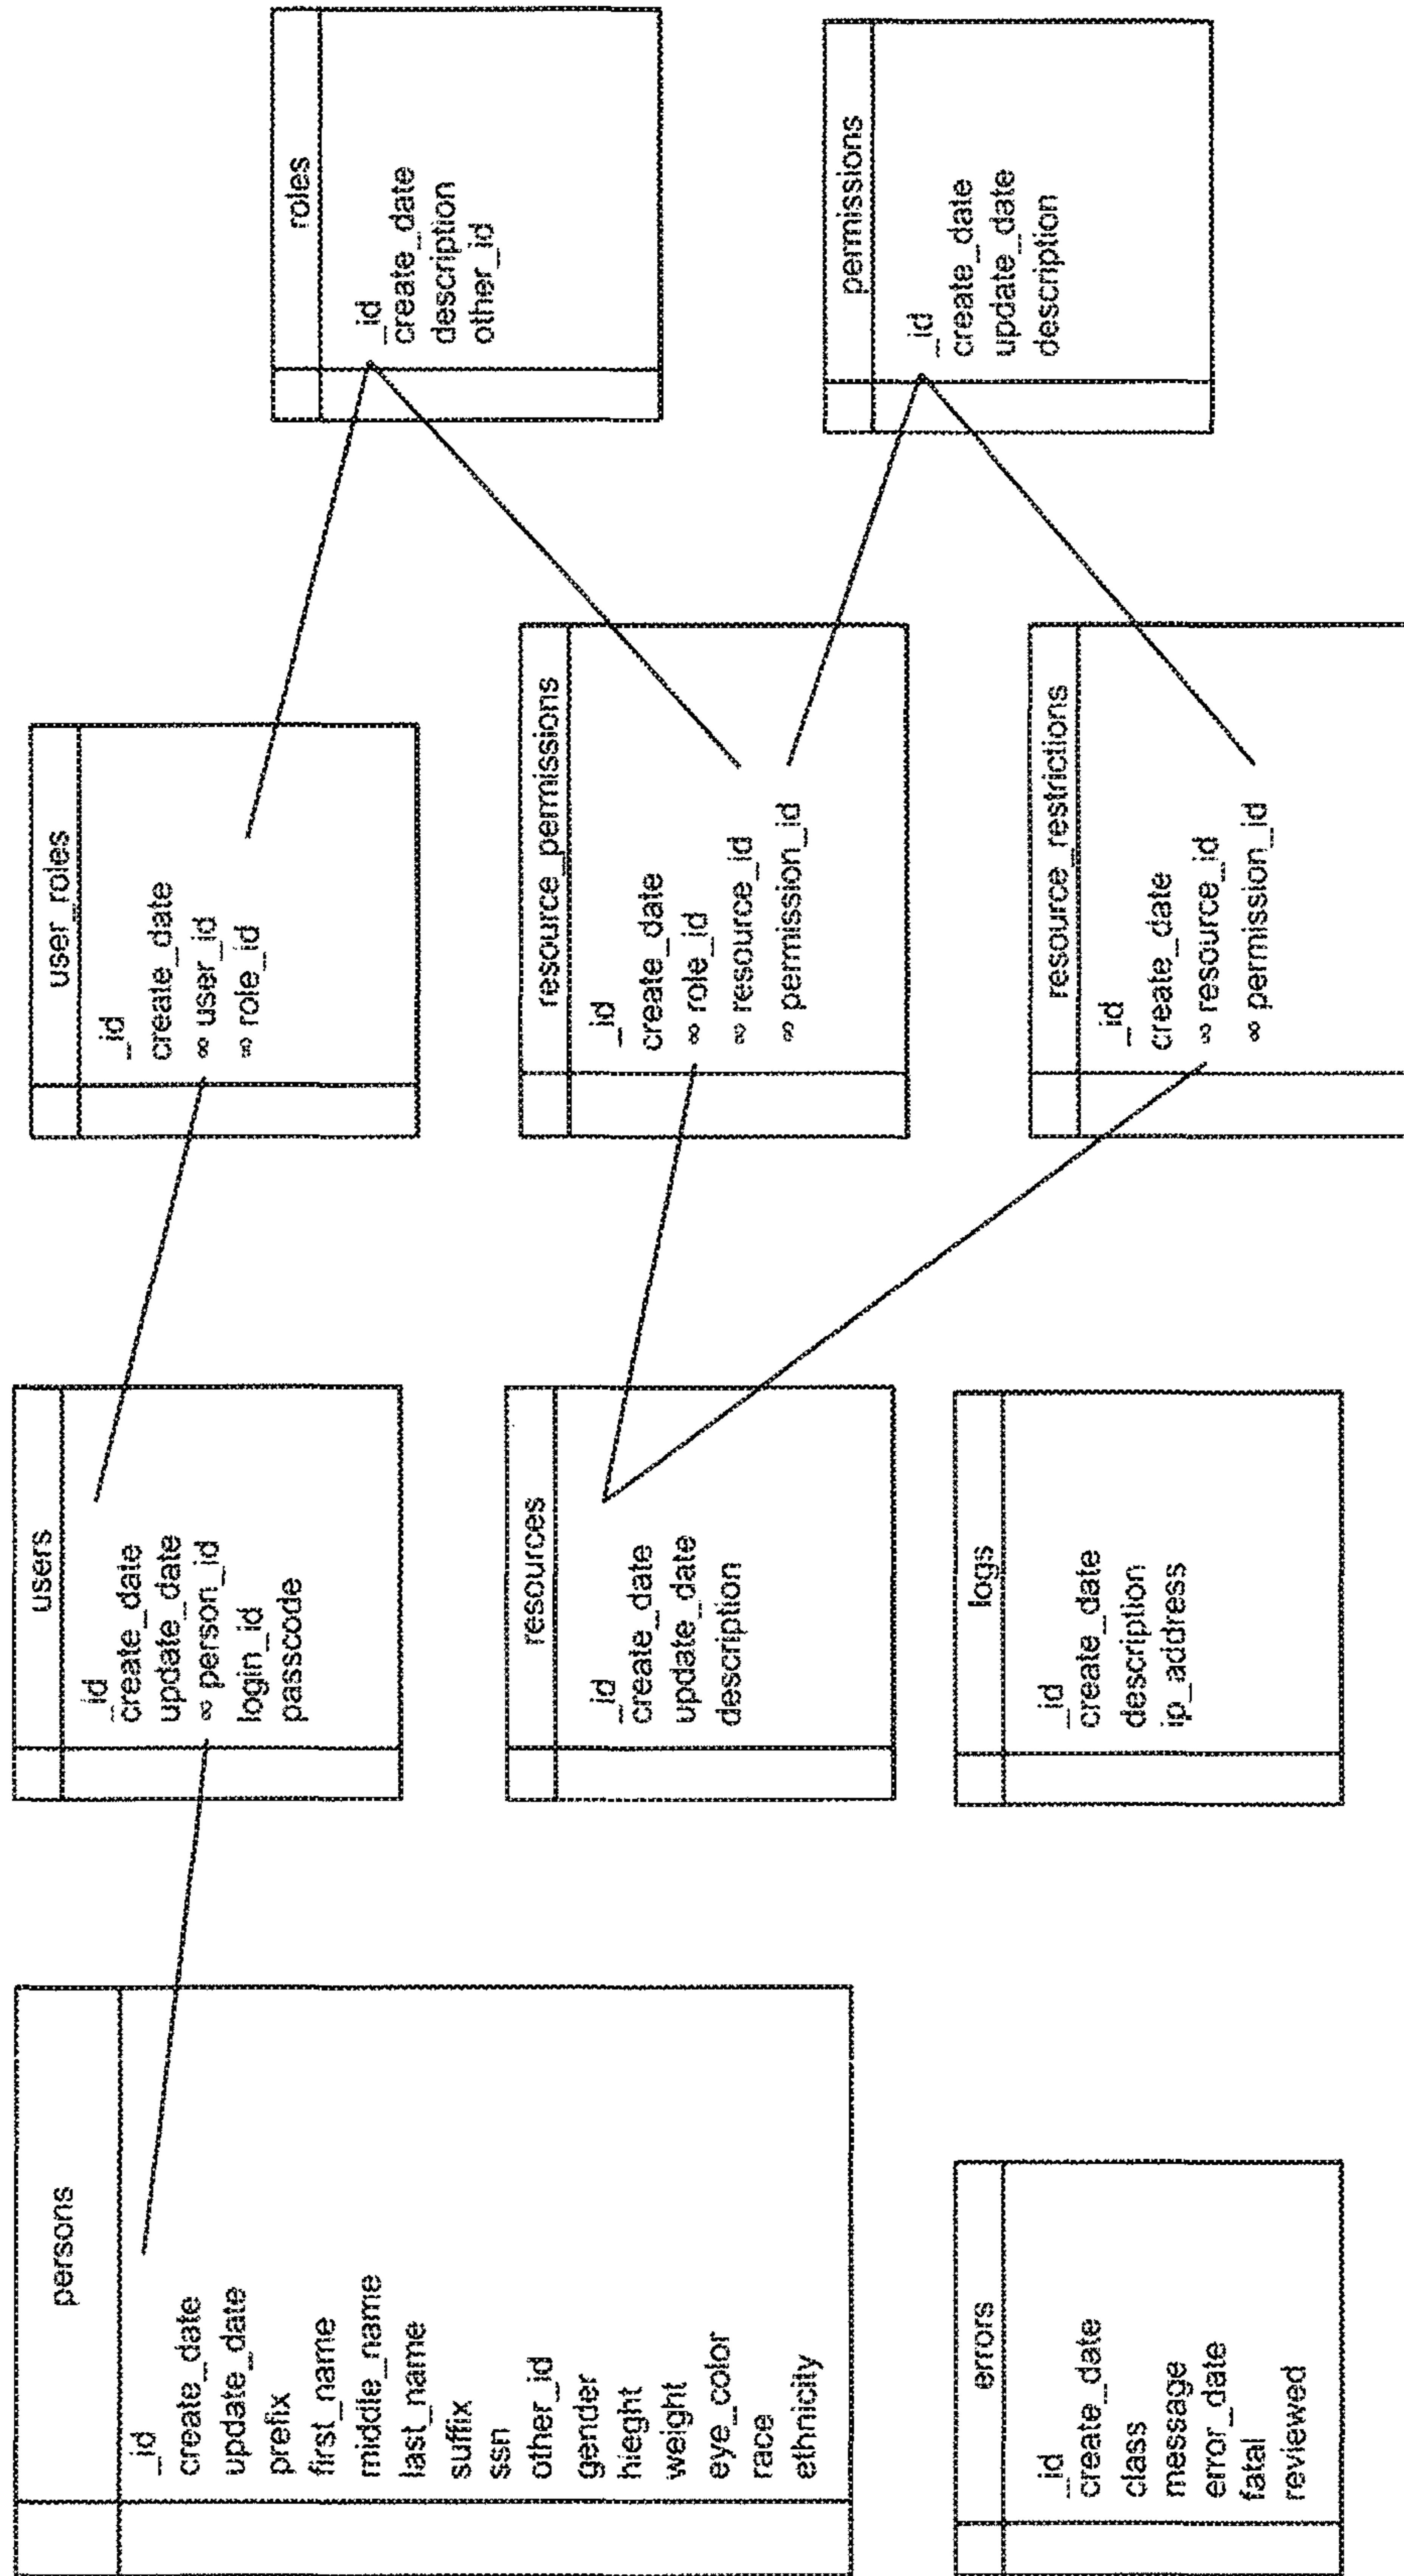 persons
_id
create_date
update_date
prefix
first_name
middle_name
last_name
suffix
ssn
other_id
gender
hieght
weight
eye_color
race
ethnicity
users
_id
create_date
update_date
∞ person_id
login_id
passcode
user_roles
_id
create_date
∞ user_id
∞ role_id
roles
_id
create_date
description
other_id
resources
_id
create_date
update_date
description
resource_permissions
_id
create_date
∞ role_id
∞ resource_id
∞ permission_id
permissions
_id
create_date
update_date
description
errors
_id
create_date
class
message
error_date
fatal
reviewed
logs
_id
create_date
description
ip_address
resource_restrictions
_id
create_date
∞ resource_id
∞ permission_id